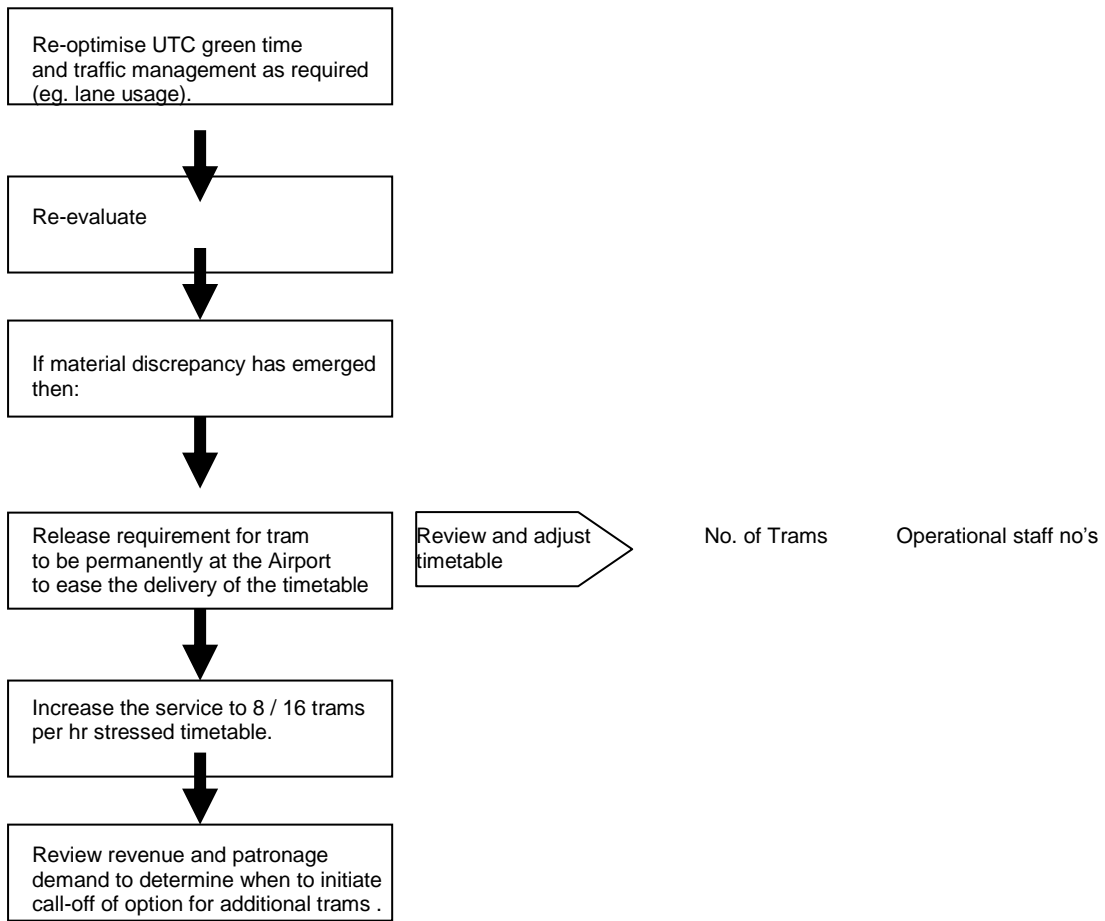 Re-optimise UTC green time
and traffic management as required
(eg. lane usage).
Re-evaluate
If material discrepancy has emerged
then:
Release requirement for tram
to be permanently at the Airport
to ease the delivery of the timetable
Review and adjust
timetable
No. of Trams
Operational staff no's
Increase the service to 8 / 16 trams
per hr stressed timetable.
Review revenue and patronage
demand to determine when to initiate
call-off of option for additional trams .